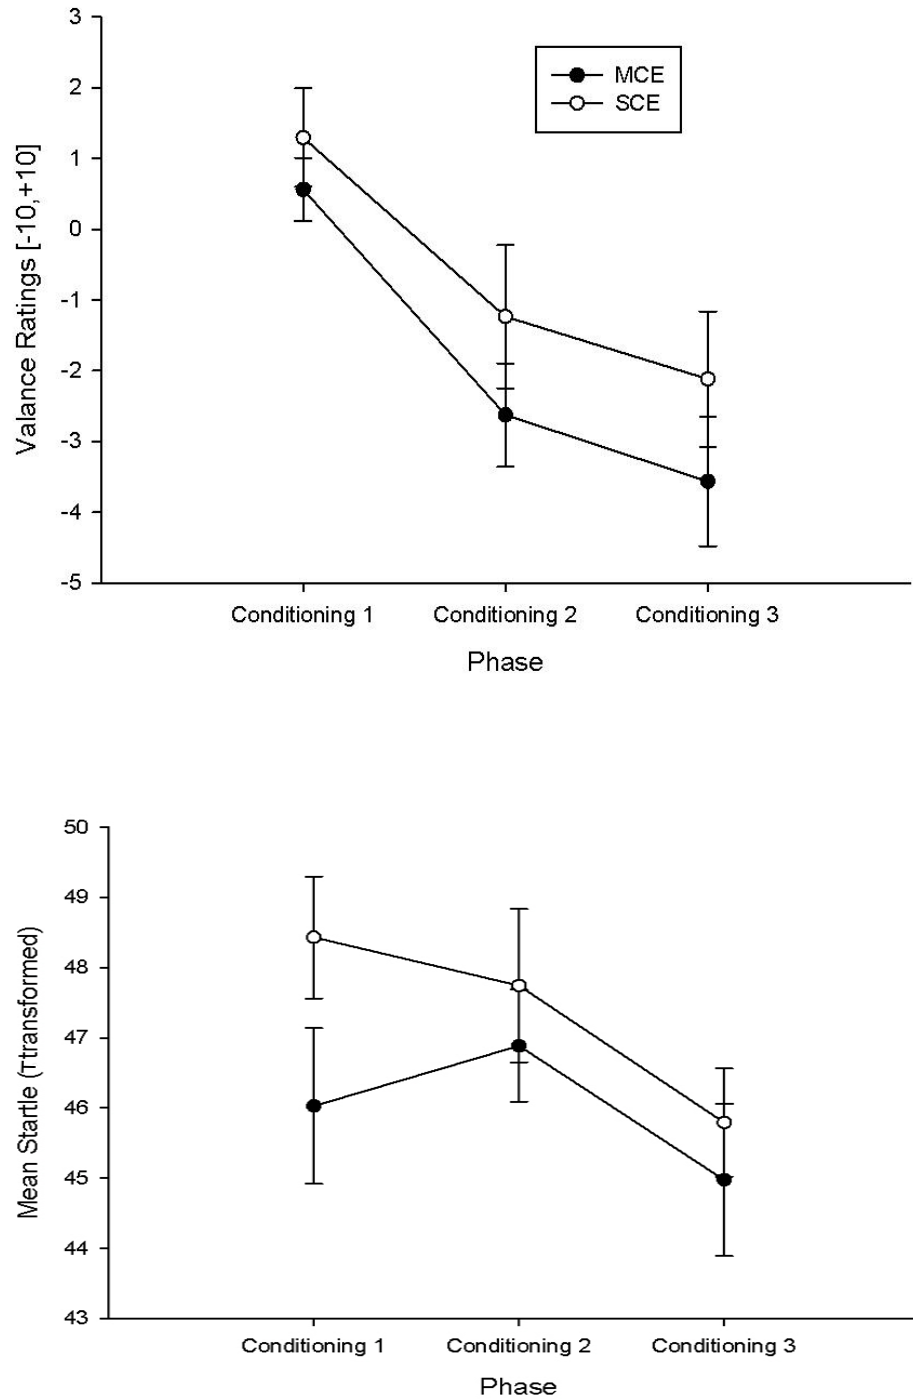 3
MCE
2
SCE
1
0
-1
-2
-3
-4
-5
Valance Ratings [-10,+10]
Conditioning 1 Conditioning 2 Conditioning 3
Phase
50
49
48
47
46
45
44
43
Mean Startle (πtransformed)
Conditioning 1 Conditioning 2 Conditioning 3
Phase